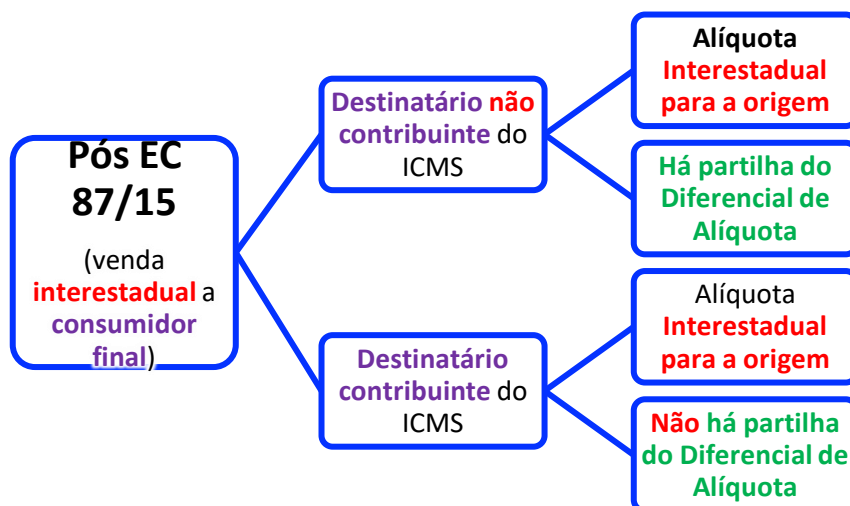 Pós EC
87/15
(venda
interestadual a
consumidor
final)
Destinatário não
contribuinte do
ICMS
Alíquota
Interestadual
para a origem
Há partilha do
Diferencial de
Alíquota
Destinatário
contribuinte do
ICMS
Alíquota
Interestadual
para a origem
Não há partilha
do Diferencial de
Alíquota